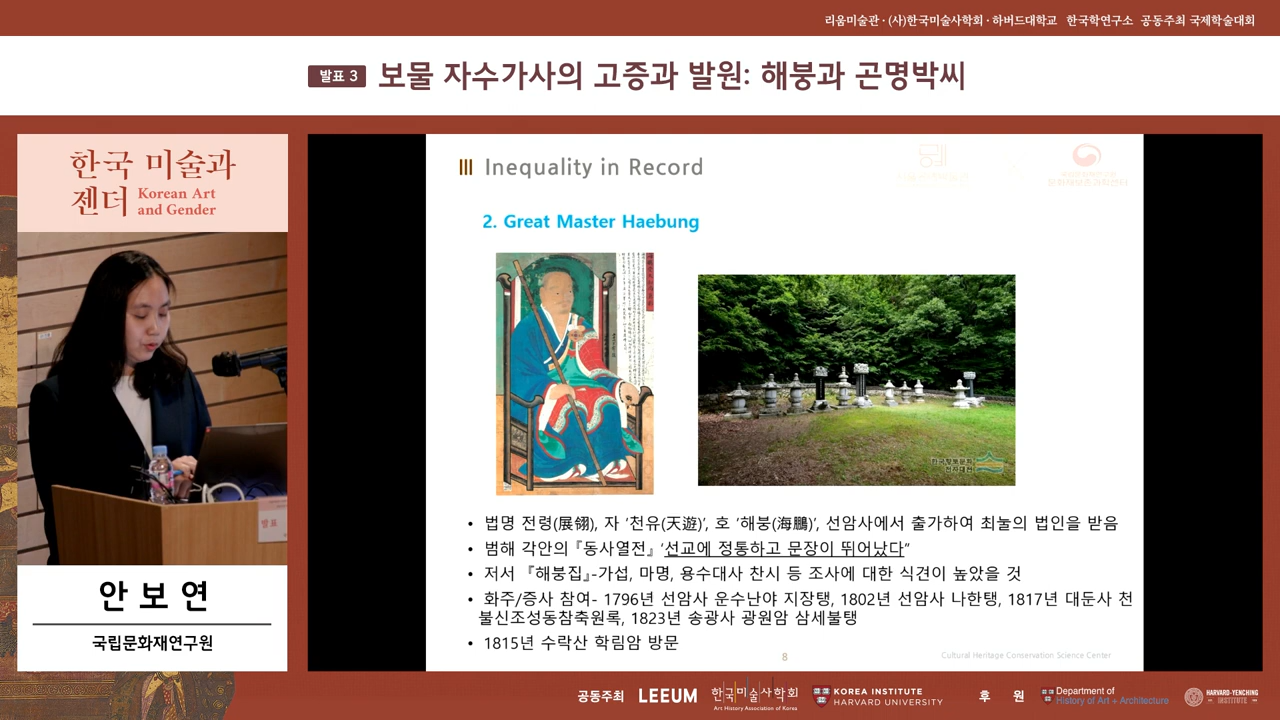 리움미술관 · (사)한국미술사학회 · 하버드대학교 한국학연구소 공동주최 국제학술대회
발표 3 보물 자수가사의 고증과 발원: 해붕과 곤명박씨
한국 미술과
젠더 Korean Art
and Gender
발표
안 보 연
국립문화재연구원
III Inequality in Record
2. Great Master Haebung
한국향토문화
전자대전
• 법명 전령(展翎), 자 ‘천유(天遊)’, 호 ‘해붕(海鵬)’, 선암사에서 출가하여 최눌의 법인을 받음
• 범해 각안의『동사열전』‘선교에 정통하고 문장이 뛰어났다”
• 저서 『해붕집』-가섭, 마명, 용수대사 찬시 등 조사에 대한 식견이 높았을 것
• 화주/증사 참여- 1796년 선암사 운수난야 지장탱, 1802년 선암사 나한탱, 1817년 대둔사 천
불신조성동참축원록, 1823년 송광사 광원암 삼세불탱
• 1815년 수락산 학림암 방문
8
Cultural Heritage Conservation Science Center
공동주최 LEEUM 한국미술사학회
Art History Association of Korea
KOREA INSTITUTE
HARVARD UNIVERSITY
후 원
Department of
History of Art + Architecture
HARVARD-YENCHING
INSTITUTE